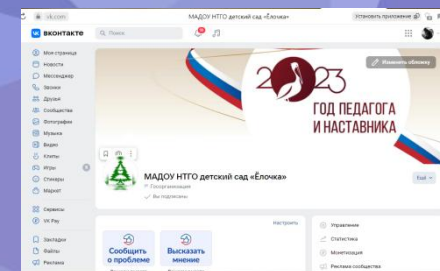 vk.com
МАДОУ НТГО детский сад «Ёлочка»
Установить приложение
ВКОНТАКТЕ
Поиск
Моя страница
Новости
Мессенджер
Звонки
Друзья
Сообщества
Фотографии
Музыка
Видео
Клипы
Игры
Стикеры
Маркет
Сервисы
VK Pay
Закладки
Файлы
Реклама
Изменить обложку
2023
ГОД ПЕДАГОГА
И НАСТАВНИКА
МАДОУ НТГО детский сад «Ёлочка»
Госорганизация
Вы подписаны
Ещё
Настроить
Сообщить
о проблеме
Высказать
мнение
Управление
Статистика
Монетизация
Реклама сообщества